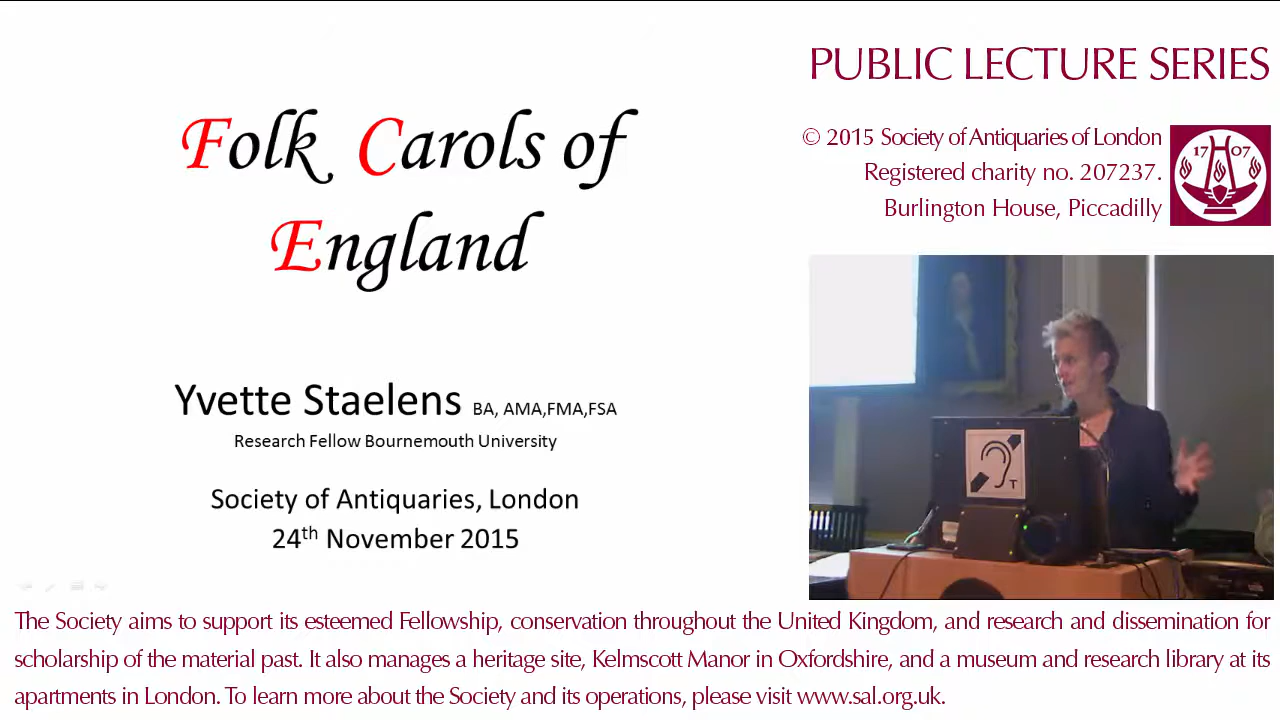 Folk Carols of
England
Yvette Staelens BA, AMA,FMA,FSA
Research Fellow Bournemouth University
Society of Antiquaries, London
24th November 2015
PUBLIC LECTURE SERIES
© 2015 Society of Antiquaries of London
Registered charity no. 207237.
Burlington House, Piccadilly
17 07
T
The Society aims to support its esteemed Fellowship, conservation throughout the United Kingdom, and research and dissemination for
scholarship of the material past. It also manages a heritage site, Kelmscott Manor in Oxfordshire, and a museum and research library at its
apartments in London. To learn more about the Society and its operations, please visit www.sal.org.uk.